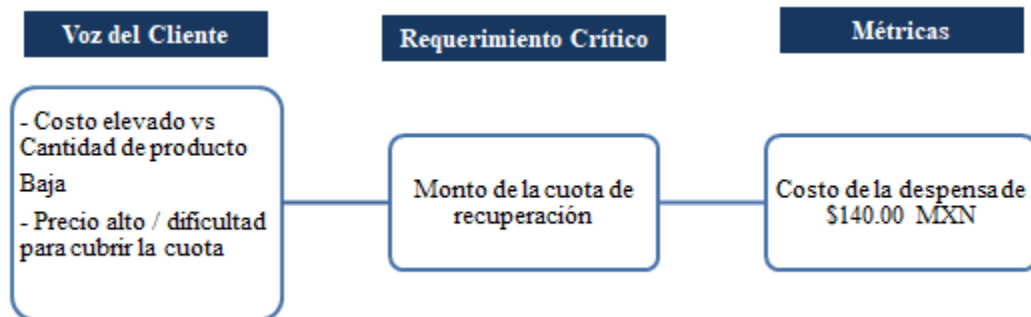 Voz del Cliente
Requerimiento Crítico
Métricas
- Costo elevado vs
Cantidad de producto
Baja
- Precio alto / dificultad
para cubrir la cuota
Monto de la cuota de
recuperación
Costo de la despensa de
$140.00 MXN